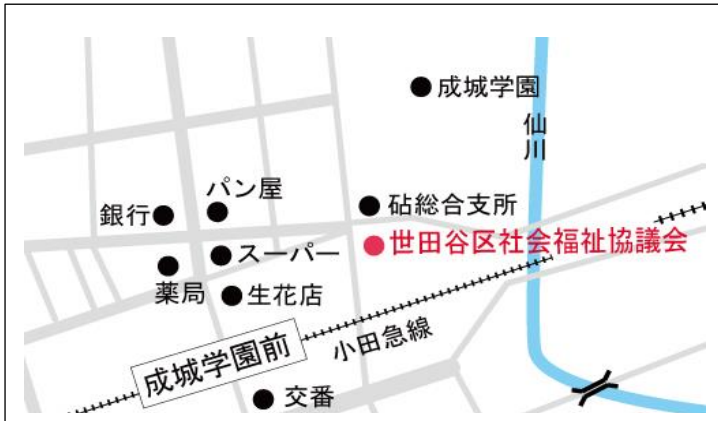 成城学園
仙川
パン屋
銀行
砧総合支所
世田谷区社会福祉協議会
スーパー
薬局
生花店
成城学園前
小田急線
交番